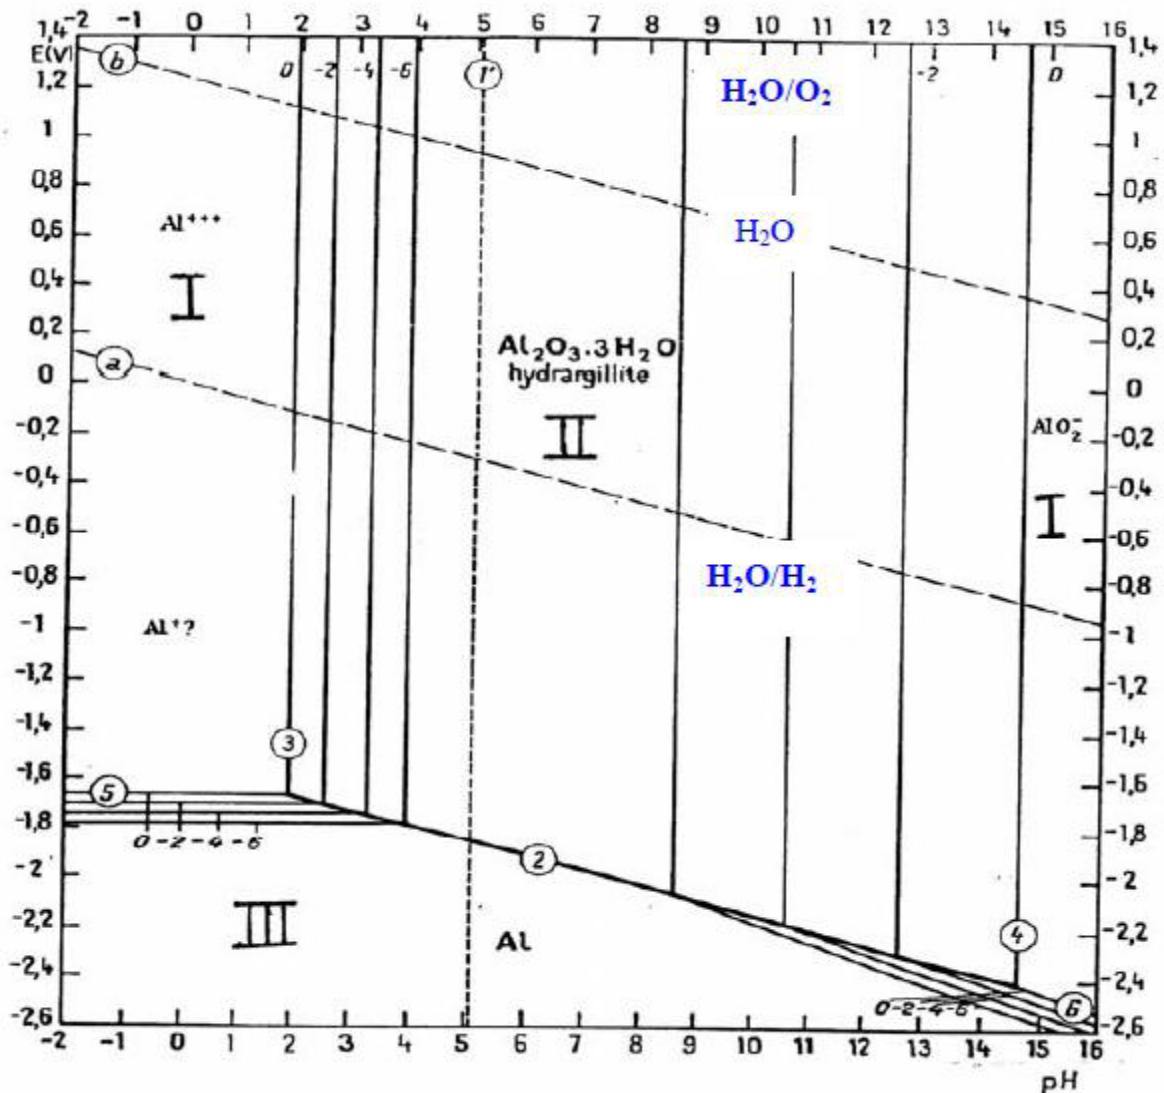 -2 -1 0 1 2 3 4 5 6 7 8 9 10 11 12 13 14 15 16
1,4 1,4
E(V)
b 0 -2 -4 -6 1' H₂O/O₂ -2 0
1,2 1,2
1 1
0,8 0,8
Al⁺⁺⁺ H₂O
0,6 0,6
I
0,4 0,4
0,2 0,2
a Al₂O₃.3H₂O
hydrargillite
0 0
II AlO₂⁻
-0,2 -0,2
-0,4 -0,4
I
-0,6 -0,6
H₂O/H₂
-0,8 -0,8
Al⁺?
-1 -1
-1,2 -1,2
-1,4 -1,4
3
-1,6 -1,6
5
-1,8 -1,8
0 -2 -4 -6
2
-2 -2
III
-2,2 Al 4 -2,2
-2,4 -2,4
0 -2 -4 -6 6
-2,6 -2,6
-2 -1 0 1 2 3 4 5 6 7 8 9 10 11 12 13 14 15 16
pH